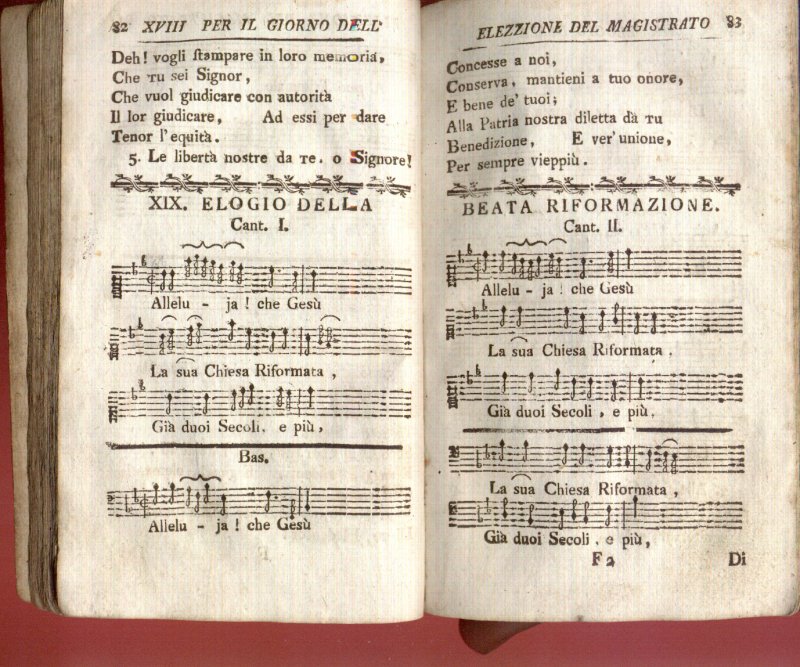 82 XVIII PER IL GIORNO DELL'
Deh! vogli stampare in loro memoria,
Che TU sei Signor,
Che vuol giudicare con autorità
Il lor giudicare, Ad essi per dare
Tenor l'equità.
5. Le libertà nostre da TE, o Signore!
XIX. ELOGIO DELLA
Cant. I.
Allelu - ja! che Gesù
La sua Chiesa Riformata,
Già duoi Secoli, e più,
Bas.
Allelu - ja! che Gesù
ELEZZIONE DEL MAGISTRATO 83
Concesse a noi,
Conserva, mantieni a tuo onore,
E bene de' tuoi;
Alla Patria nostra diletta dà TU
Benedizione, E ver' unione,
Per sempre vieppiù.
BEATA RIFORMAZIONE.
Cant. II.
Allelu - ja! che Gesù
La sua Chiesa Riformata,
Già duoi Secoli, e più,
La sua Chiesa Riformata,
Già duoi Secoli, e più,
F 2 Di